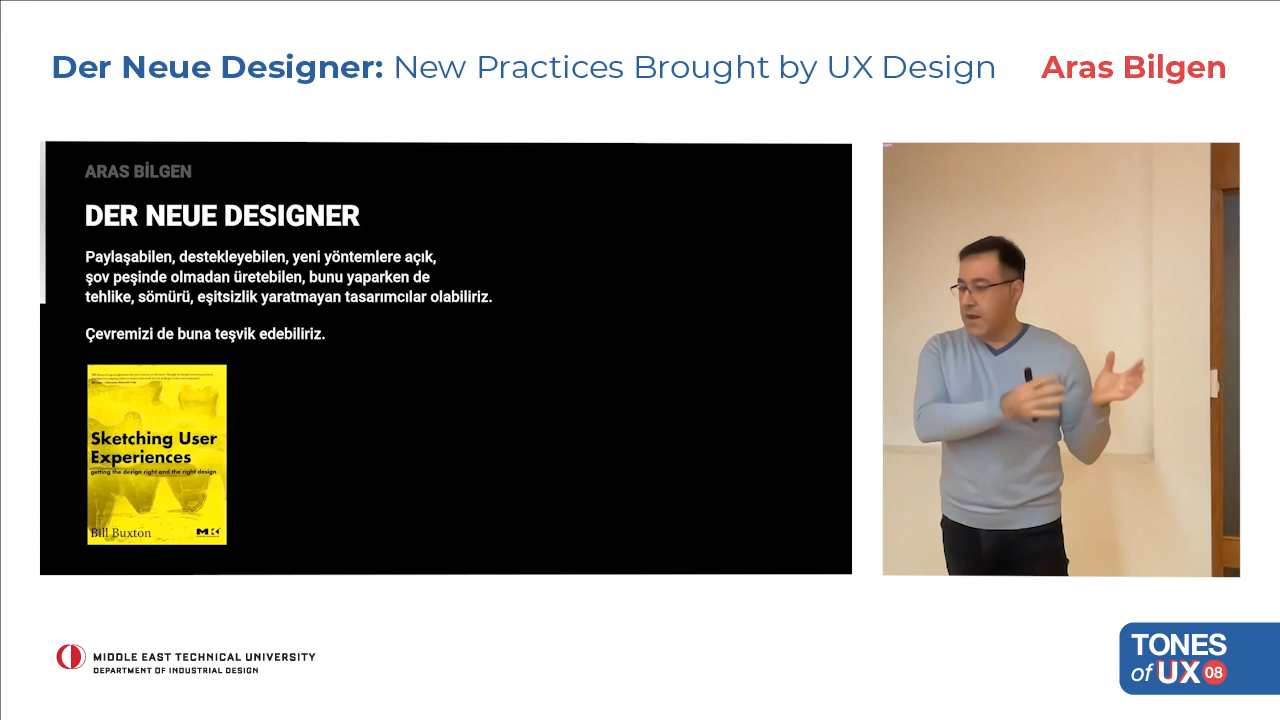 Der Neue Designer: New Practices Brought by UX Design
Aras Bilgen
ARAS BİLGEN
DER NEUE DESIGNER
Paylaşabilen, destekleyebilen, yeni yöntemlere açık,
şov peşinde olmadan üretebilen, bunu yaparken de
tehlike, sömürü, eşitsizlik yaratmayan tasarımcılar olabiliriz.
Çevremizi de buna teşvik edebiliriz.
Sketching User
Experiences
getting the design right and the right design
Bill Buxton
MK
MIDDLE EAST TECHNICAL UNIVERSITY
DEPARTMENT OF INDUSTRIAL DESIGN
TONES
of UX 08